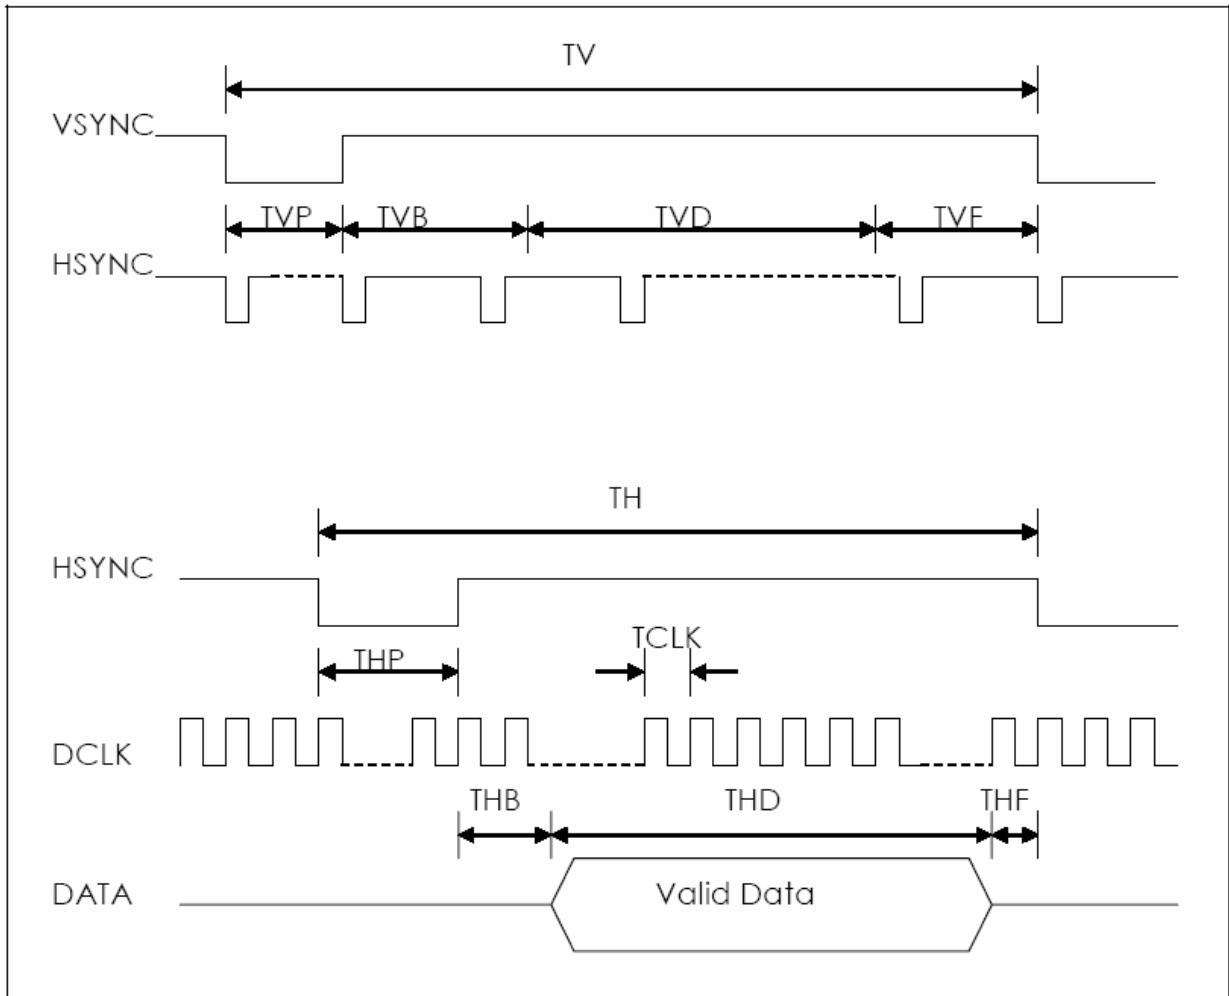 TV
VSYNC
TVP TVB TVD TVF
HSYNC
TH
HSYNC
TCLK
THP
DCLK
THB THD THF
DATA Valid Data